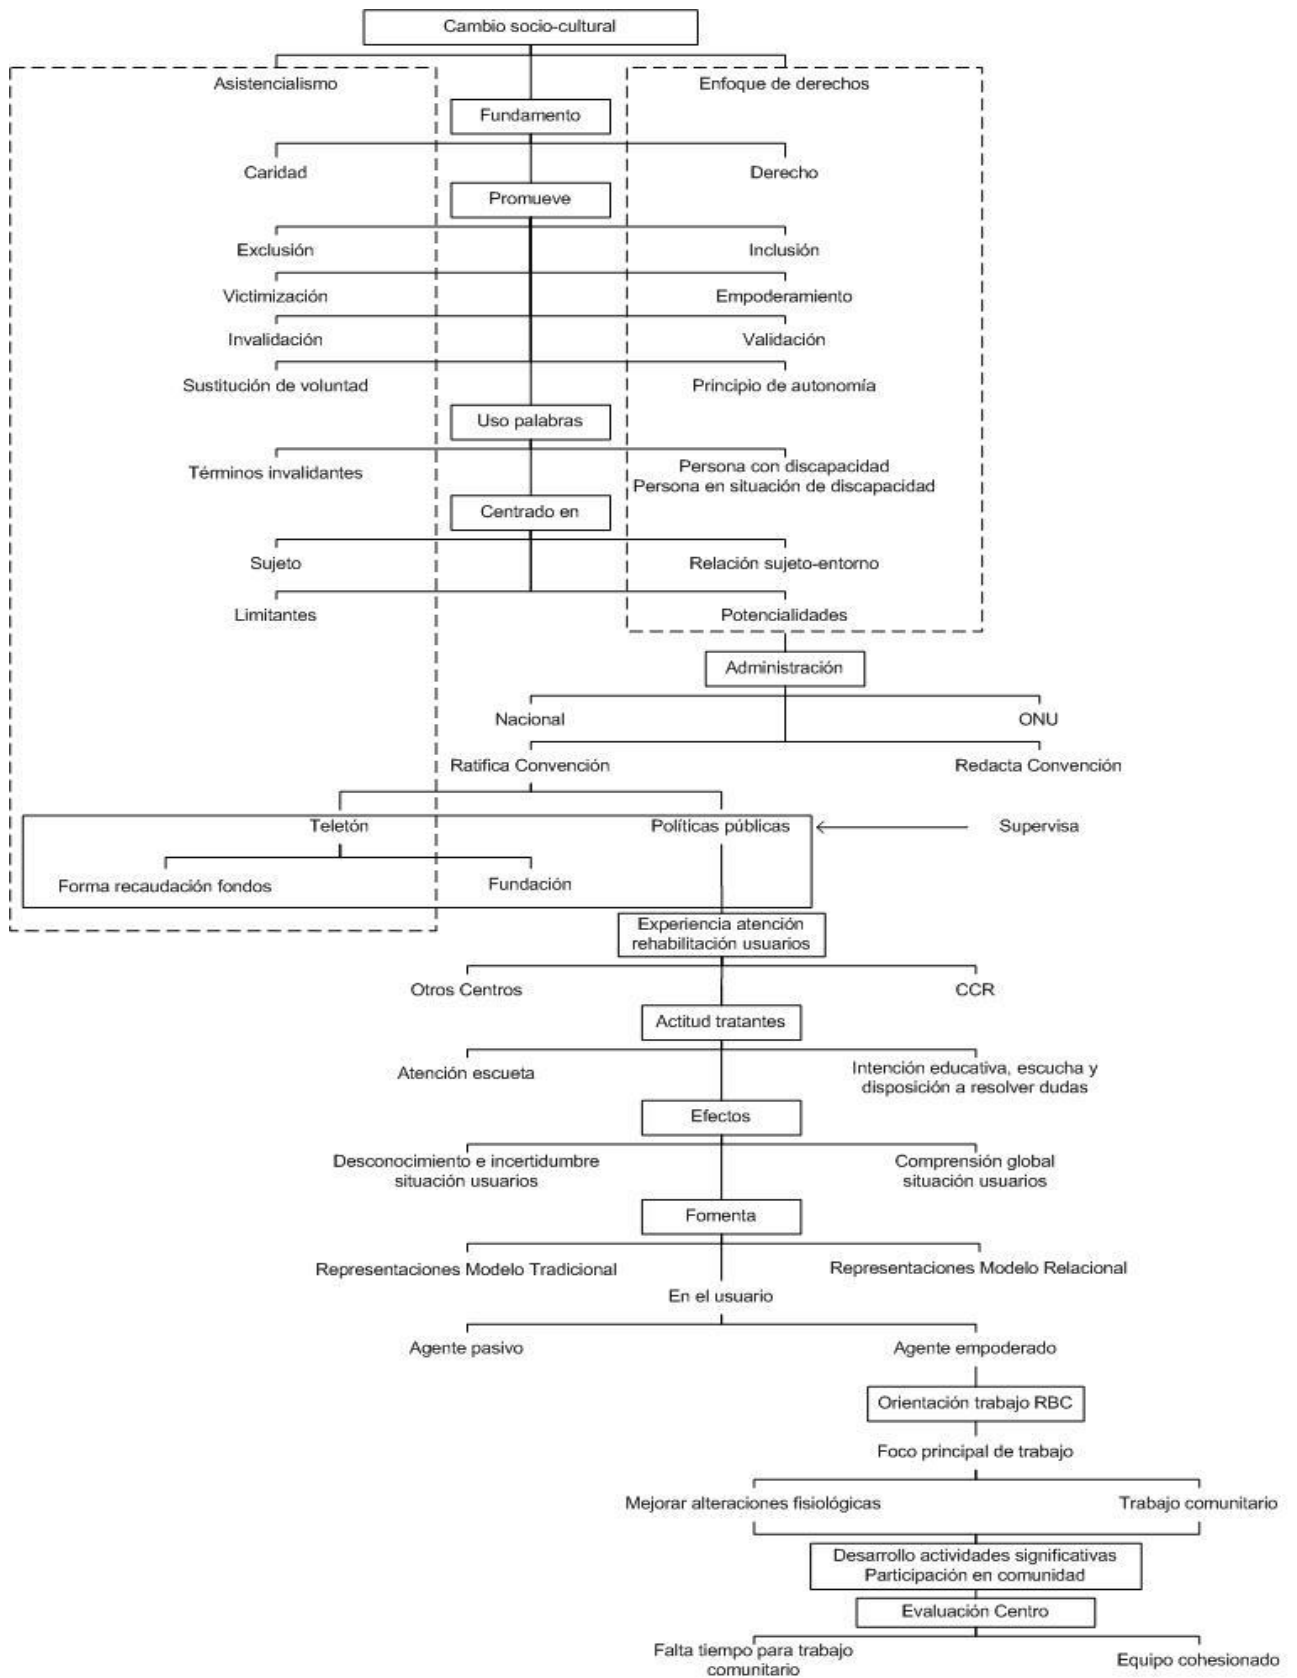 Cambio socio-cultural
Asistencialismo
Enfoque de derechos
Fundamento
Caridad
Derecho
Promueve
Exclusión
Inclusión
Victimización
Empoderamiento
Invalidación
Validación
Sustitución de voluntad
Principio de autonomía
Uso palabras
Términos invalidantes
Persona con discapacidad
Persona en situación de discapacidad
Centrado en
Sujeto
Relación sujeto-entorno
Limitantes
Potencialidades
Administración
Nacional
ONU
Ratifica Convención
Redacta Convención
Teletón
Políticas públicas
Supervisa
Forma recaudación fondos
Fundación
Experiencia atención
rehabilitación usuarios
Otros Centros
CCR
Actitud tratantes
Atención escueta
Intención educativa, escucha y
disposición a resolver dudas
Efectos
Desconocimiento e incertidumbre
situación usuarios
Comprensión global
situación usuarios
Fomenta
Representaciones Modelo Tradicional
Representaciones Modelo Relacional
En el usuario
Agente pasivo
Agente empoderado
Orientación trabajo RBC
Foco principal de trabajo
Mejorar alteraciones fisiológicas
Trabajo comunitario
Desarrollo actividades significativas
Participación en comunidad
Evaluación Centro
Falta tiempo para trabajo
comunitario
Equipo cohesionado